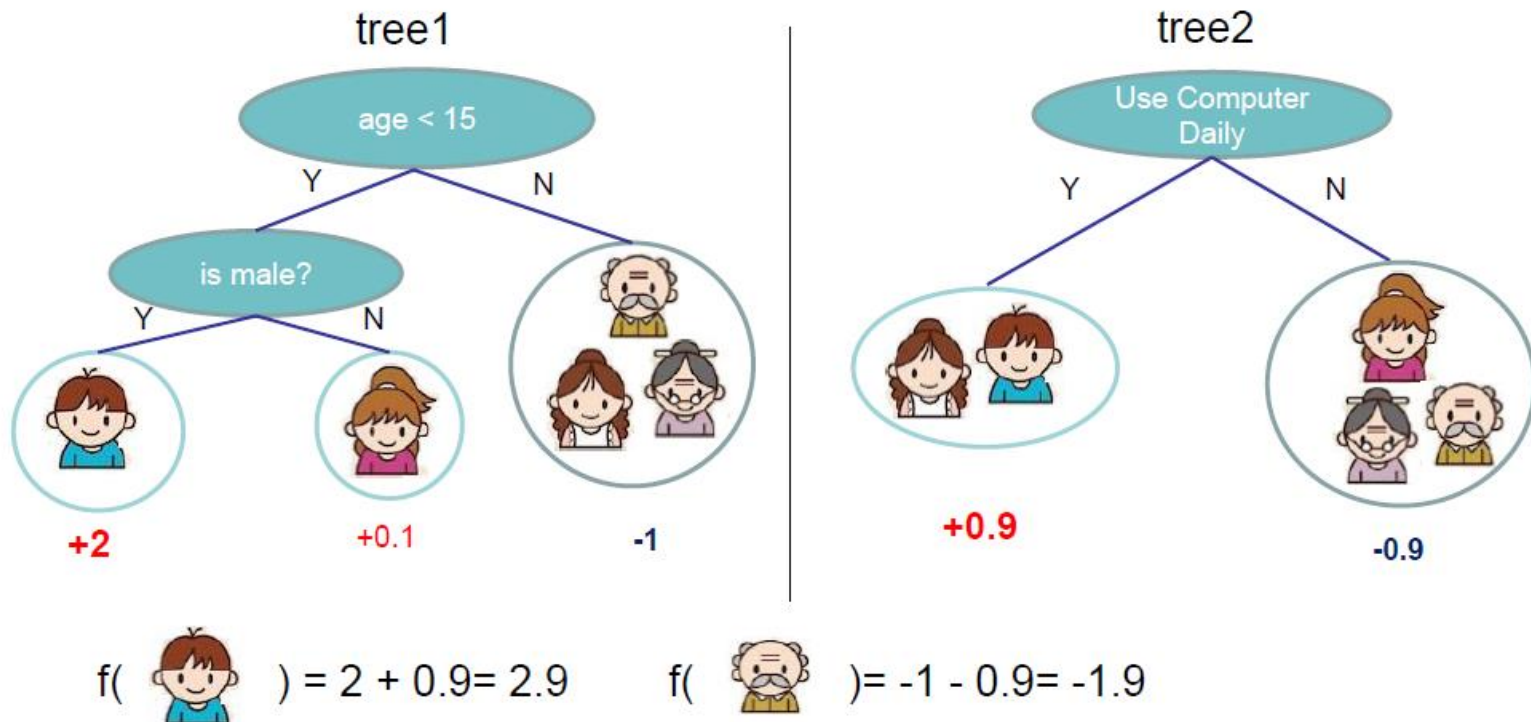 tree1
age < 15
Y
N
is male?
Y
N
+2
+0.1
-1
tree2
Use Computer
Daily
Y
N
+0.9
-0.9
f( ) = 2 + 0.9= 2.9
f( )= -1 - 0.9= -1.9